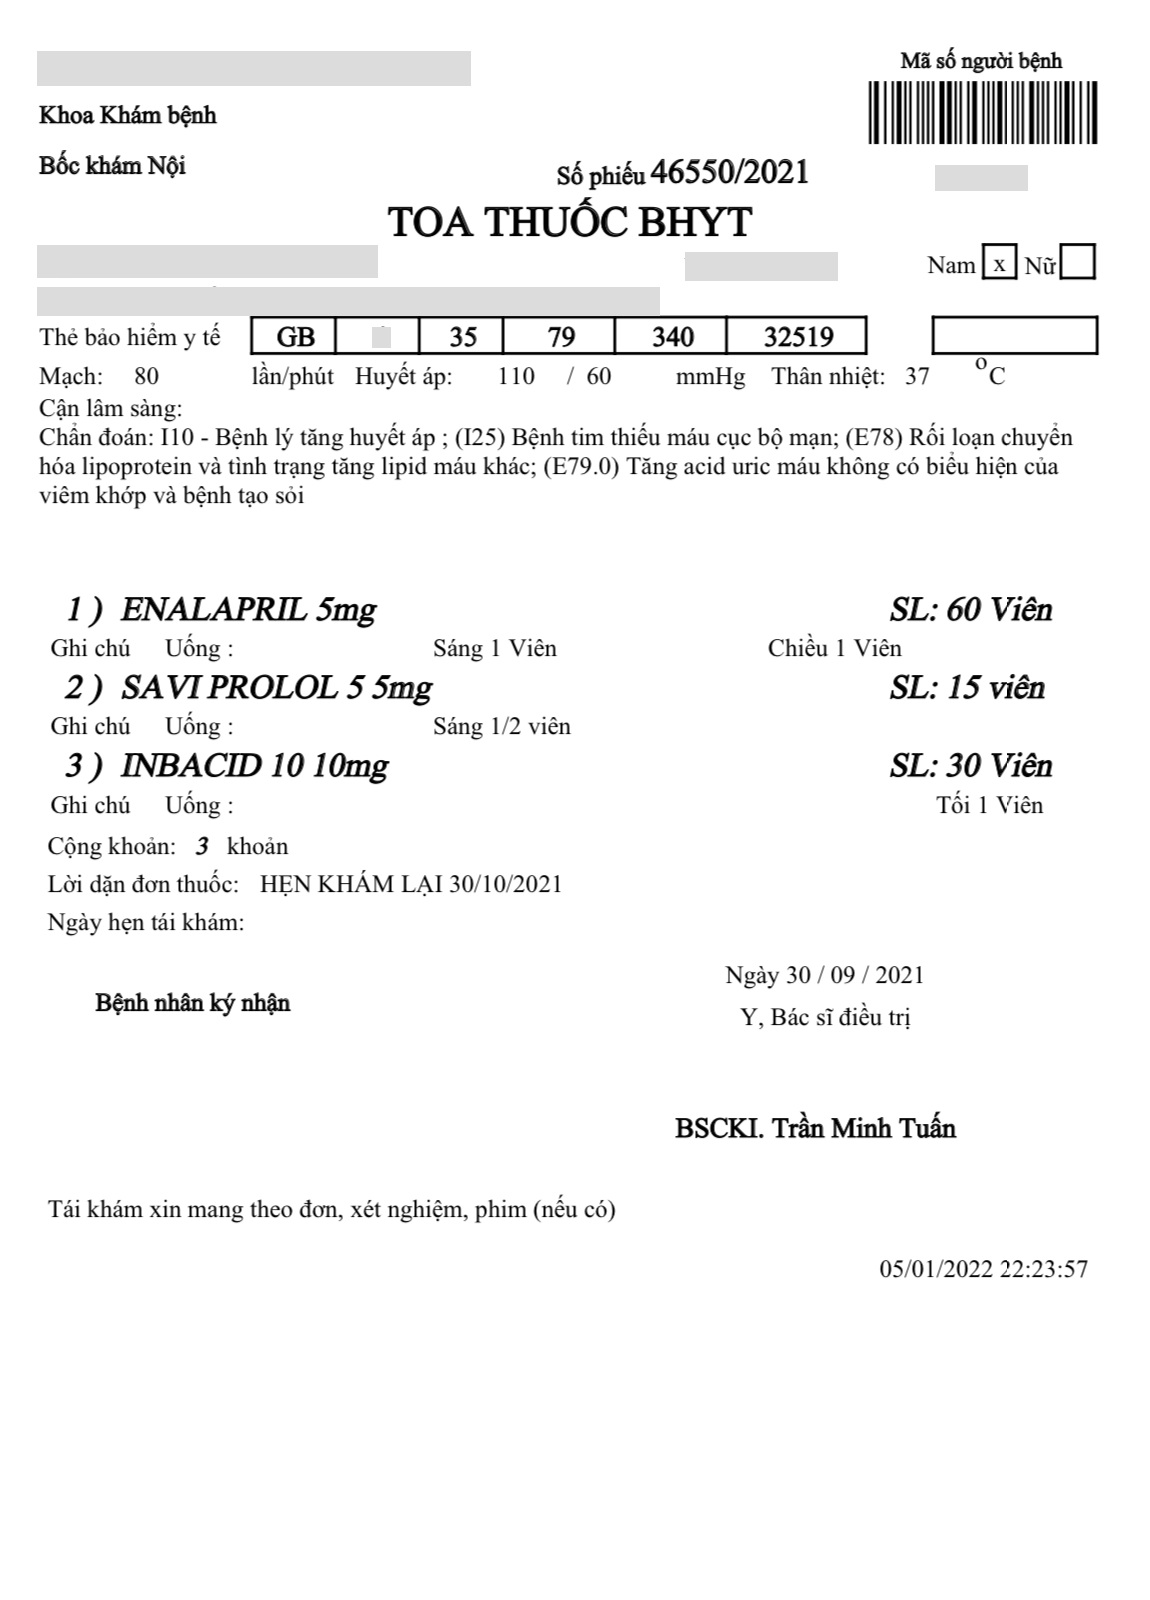 Mã số người bệnh
Khoa Khám bệnh
Bốc khám Nội
Số phiếu 46550/2021
TOA THUỐC BHYT
Nam x Nữ
Thẻ bảo hiểm y tế GB 35 79 340 32519
Mạch: 80 lần/phút Huyết áp: 110 / 60 mmHg Thân nhiệt: 37 °C
Cận lâm sàng:
Chẩn đoán: I10 - Bệnh lý tăng huyết áp ; (I25) Bệnh tim thiếu máu cục bộ mạn; (E78) Rối loạn chuyển
hóa lipoprotein và tình trạng tăng lipid máu khác; (E79.0) Tăng acid uric máu không có biểu hiện của
viêm khớp và bệnh tạo sỏi
1 ) ENALAPRIL 5mg SL: 60 Viên
Ghi chú Uống : Sáng 1 Viên Chiều 1 Viên
2 ) SAVI PROLOL 5 5mg SL: 15 viên
Ghi chú Uống : Sáng 1/2 viên
3 ) INBACID 10 10mg SL: 30 Viên
Ghi chú Uống : Tối 1 Viên
Cộng khoản: 3 khoản
Lời dặn đơn thuốc: HẸN KHÁM LẠI 30/10/2021
Ngày hẹn tái khám:
Ngày 30 / 09 / 2021
Bệnh nhân ký nhận
Y, Bác sĩ điều trị
BSCKI. Trần Minh Tuấn
Tái khám xin mang theo đơn, xét nghiệm, phim (nếu có)
05/01/2022 22:23:57